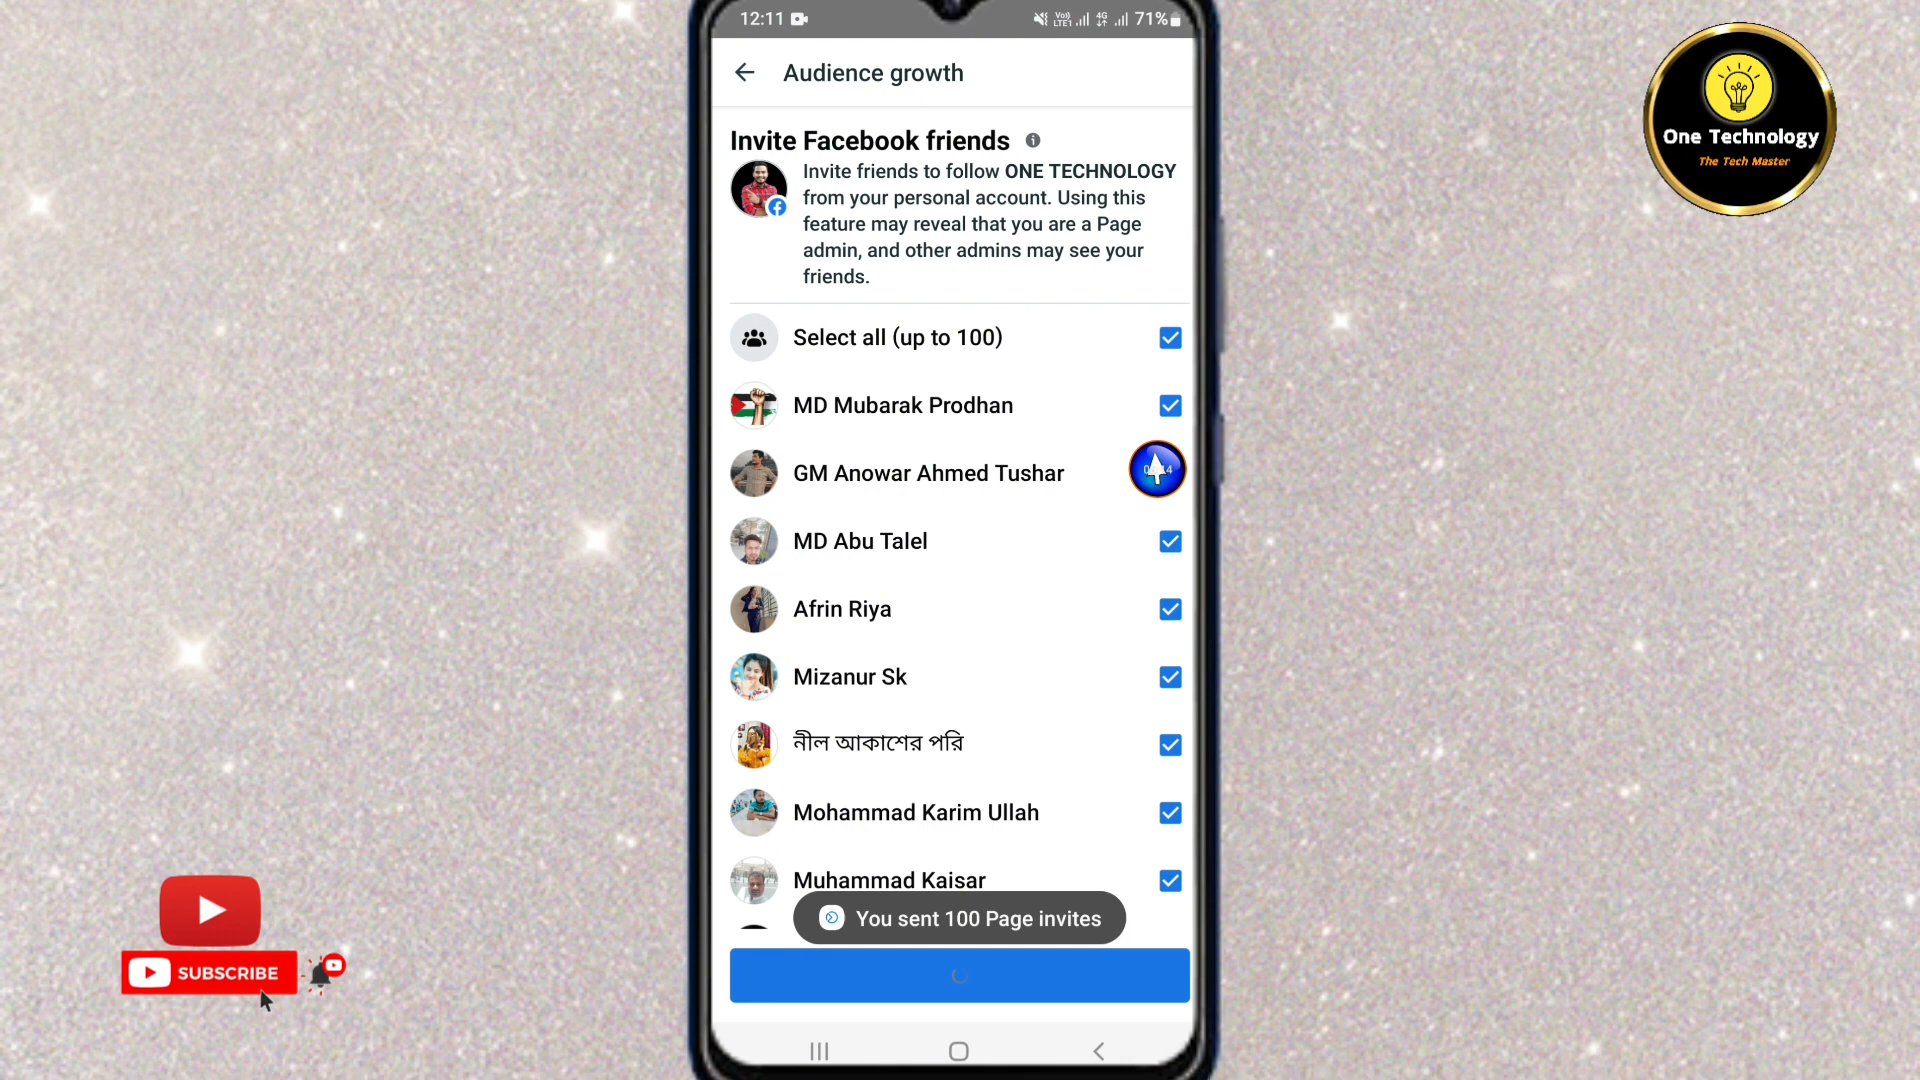 12:11
Vo)) LTE1 4G 71%
Audience growth
Invite Facebook friends
Invite friends to follow ONE TECHNOLOGY
from your personal account. Using this
feature may reveal that you are a Page
admin, and other admins may see your
friends.
Select all (up to 100)
MD Mubarak Prodhan
GM Anowar Ahmed Tushar
MD Abu Talel
Afrin Riya
Mizanur Sk
নীল আকাশের পরি
Mohammad Karim Ullah
Muhammad Kaisar
You sent 100 Page invites
One Technology
The Tech Master
SUBSCRIBE